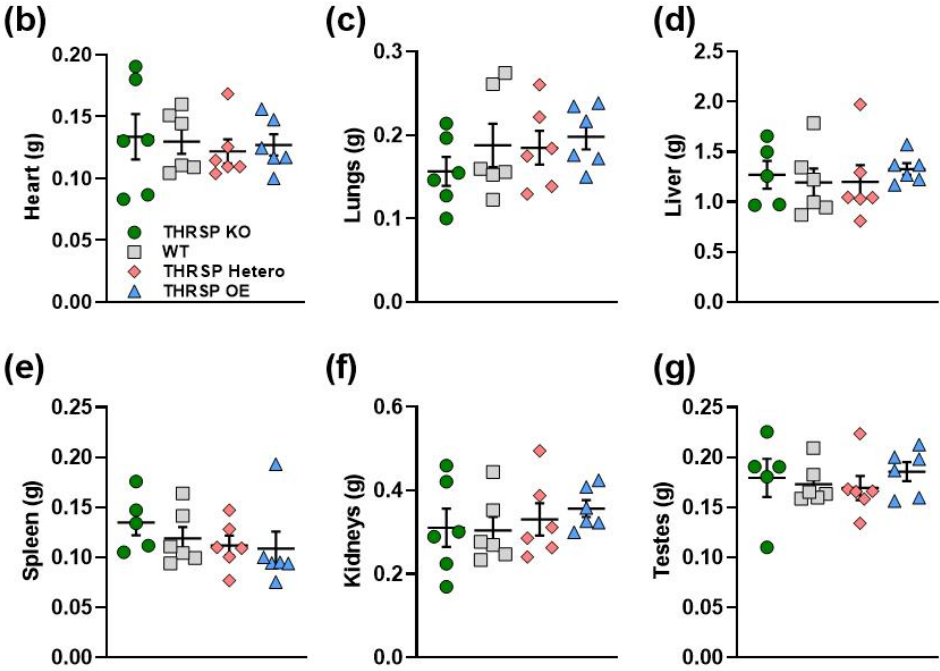 (b)
Heart (g)
0.20
0.15
0.10
0.05
0.00
THRSP KO
WT
THRSP Hetero
THRSP OE
(c)
Lungs (g)
0.3
0.2
0.1
0.0
(d)
Liver (g)
2.5
2.0
1.5
1.0
0.5
0.0
(e)
Spleen (g)
0.25
0.20
0.15
0.10
0.05
0.00
(f)
Kidneys (g)
0.6
0.4
0.2
0.0
(g)
Testes (g)
0.25
0.20
0.15
0.10
0.05
0.00